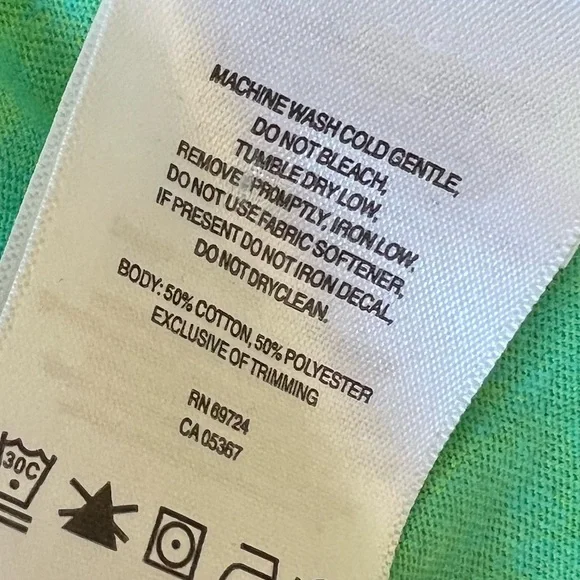 MACHINE WASH COLD GENTLE,
DO NOT BLEACH,
TUMBLE DRY LOW,
REMOVE PROMPTLY, IRON LOW,
DO NOT USE FABRIC SOFTENER,
IF PRESENT DO NOT IRON DECAL,
DO NOT DRYCLEAN.
BODY: 50% COTTON, 50% POLYESTER
EXCLUSIVE OF TRIMMING
RN 69724
CA 05367
30C